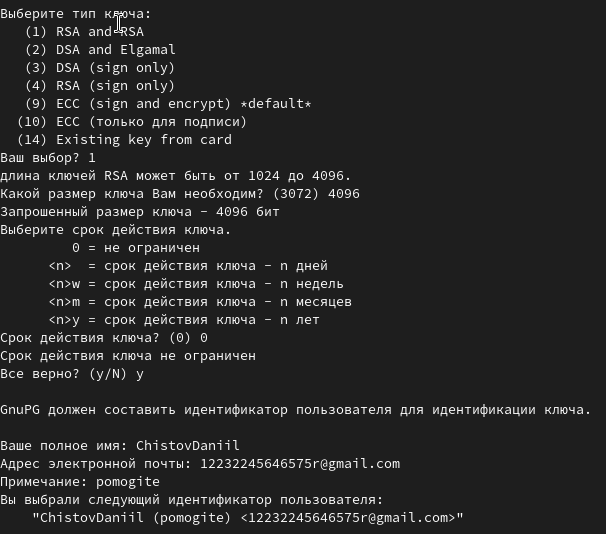 Выберите тип ключа:
(1) RSA and RSA
(2) DSA and Elgamal
(3) DSA (sign only)
(4) RSA (sign only)
(9) ECC (sign and encrypt) *default*
(10) ECC (только для подписи)
(14) Existing key from card
Ваш выбор? 1
длина ключей RSA может быть от 1024 до 4096.
Какой размер ключа Вам необходим? (3072) 4096
Запрошенный размер ключа - 4096 бит
Выберите срок действия ключа.
0 = не ограничен
<n> = срок действия ключа - n дней
<n>w = срок действия ключа - n недель
<n>m = срок действия ключа - n месяцев
<n>y = срок действия ключа - n лет
Срок действия ключа? (0) 0
Срок действия ключа не ограничен
Все верно? (y/N) y
GnuPG должен составить идентификатор пользователя для идентификации ключа.
Ваше полное имя: ChistovDaniil
Адрес электронной почты: 12232245646575r@gmail.com
Примечание: pomogite
Вы выбрали следующий идентификатор пользователя:
"ChistovDaniil (pomogite) <12232245646575r@gmail.com>"